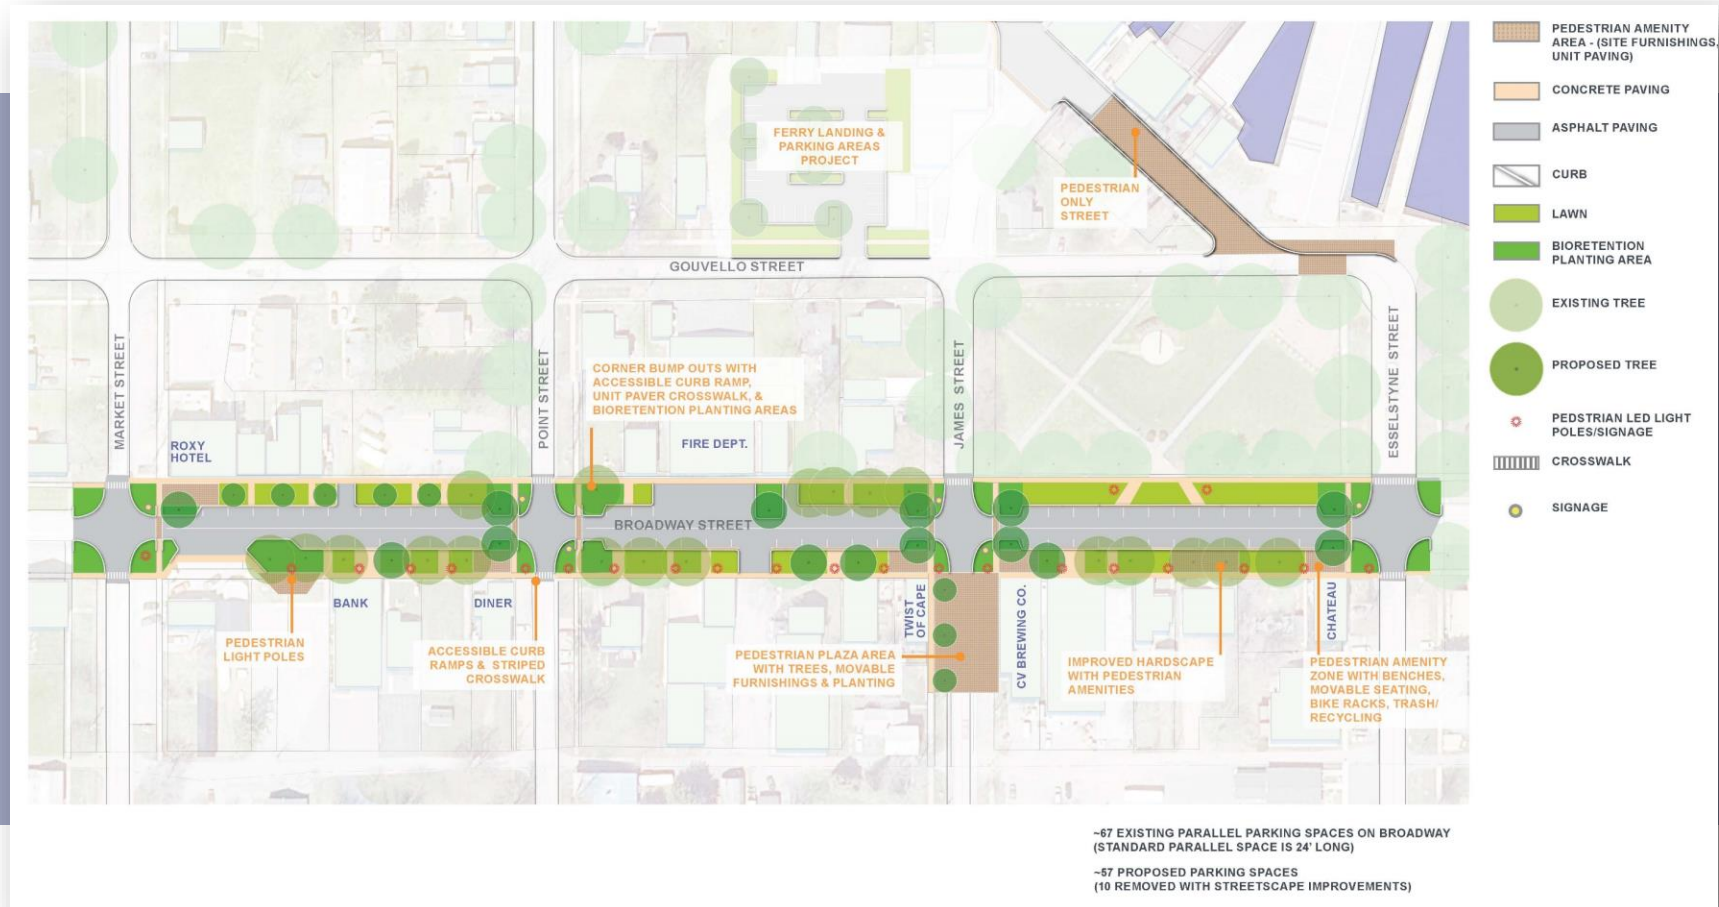 PEDESTRIAN AMENITY
AREA - (SITE FURNISHINGS,
UNIT PAVING)
CONCRETE PAVING
ASPHALT PAVING
CURB
LAWN
BIORETENTION
PLANTING AREA
EXISTING TREE
PROPOSED TREE
PEDSTRIAN LED LIGHT
POLES/SIGNAGE
CROSSWALK
SIGNAGE
FERRY LANDING &
PARKING AREAS
PROJECT
PEDESTRIAN
ONLY
STREET
GOUVELLO STREET
MARKET STREET
POINT STREET
JAMES STREET
ESSELSTYNE STREET
CORNER BUMP OUTS WITH
ACCESSIBLE CURB RAMP,
UNIT PAVER CROSSWALK, &
BIORETENTION PLANTING AREAS
ROXY
HOTEL
FIRE DEPT.
BROADWAY STREET
BANK
DINER
TWIST
OF CAPE
CV BREWING CO.
CHATEAU
PEDESTRIAN
LIGHT POLES
ACCESSIBLE CURB
RAMPS & STRIPED
CROSSWALK
PEDESTRIAN PLAZA AREA
WITH TREES, MOVABLE
FURNISHINGS & PLANTING
IMPROVED HARDSCAPE
WITH PEDESTRIAN
AMENITIES
PEDESTRIAN AMENITY
ZONE WITH BENCHES,
MOVABLE SEATING,
BIKE RACKS, TRASH/
RECYCLING
~67 EXISTING PARALLEL PARKING SPACES ON BROADWAY
(STANDARD PARALLEL SPACE IS 24' LONG)
~57 PROPOSED PARKING SPACES
(10 REMOVED WITH STREETSCAPE IMPROVEMENTS)